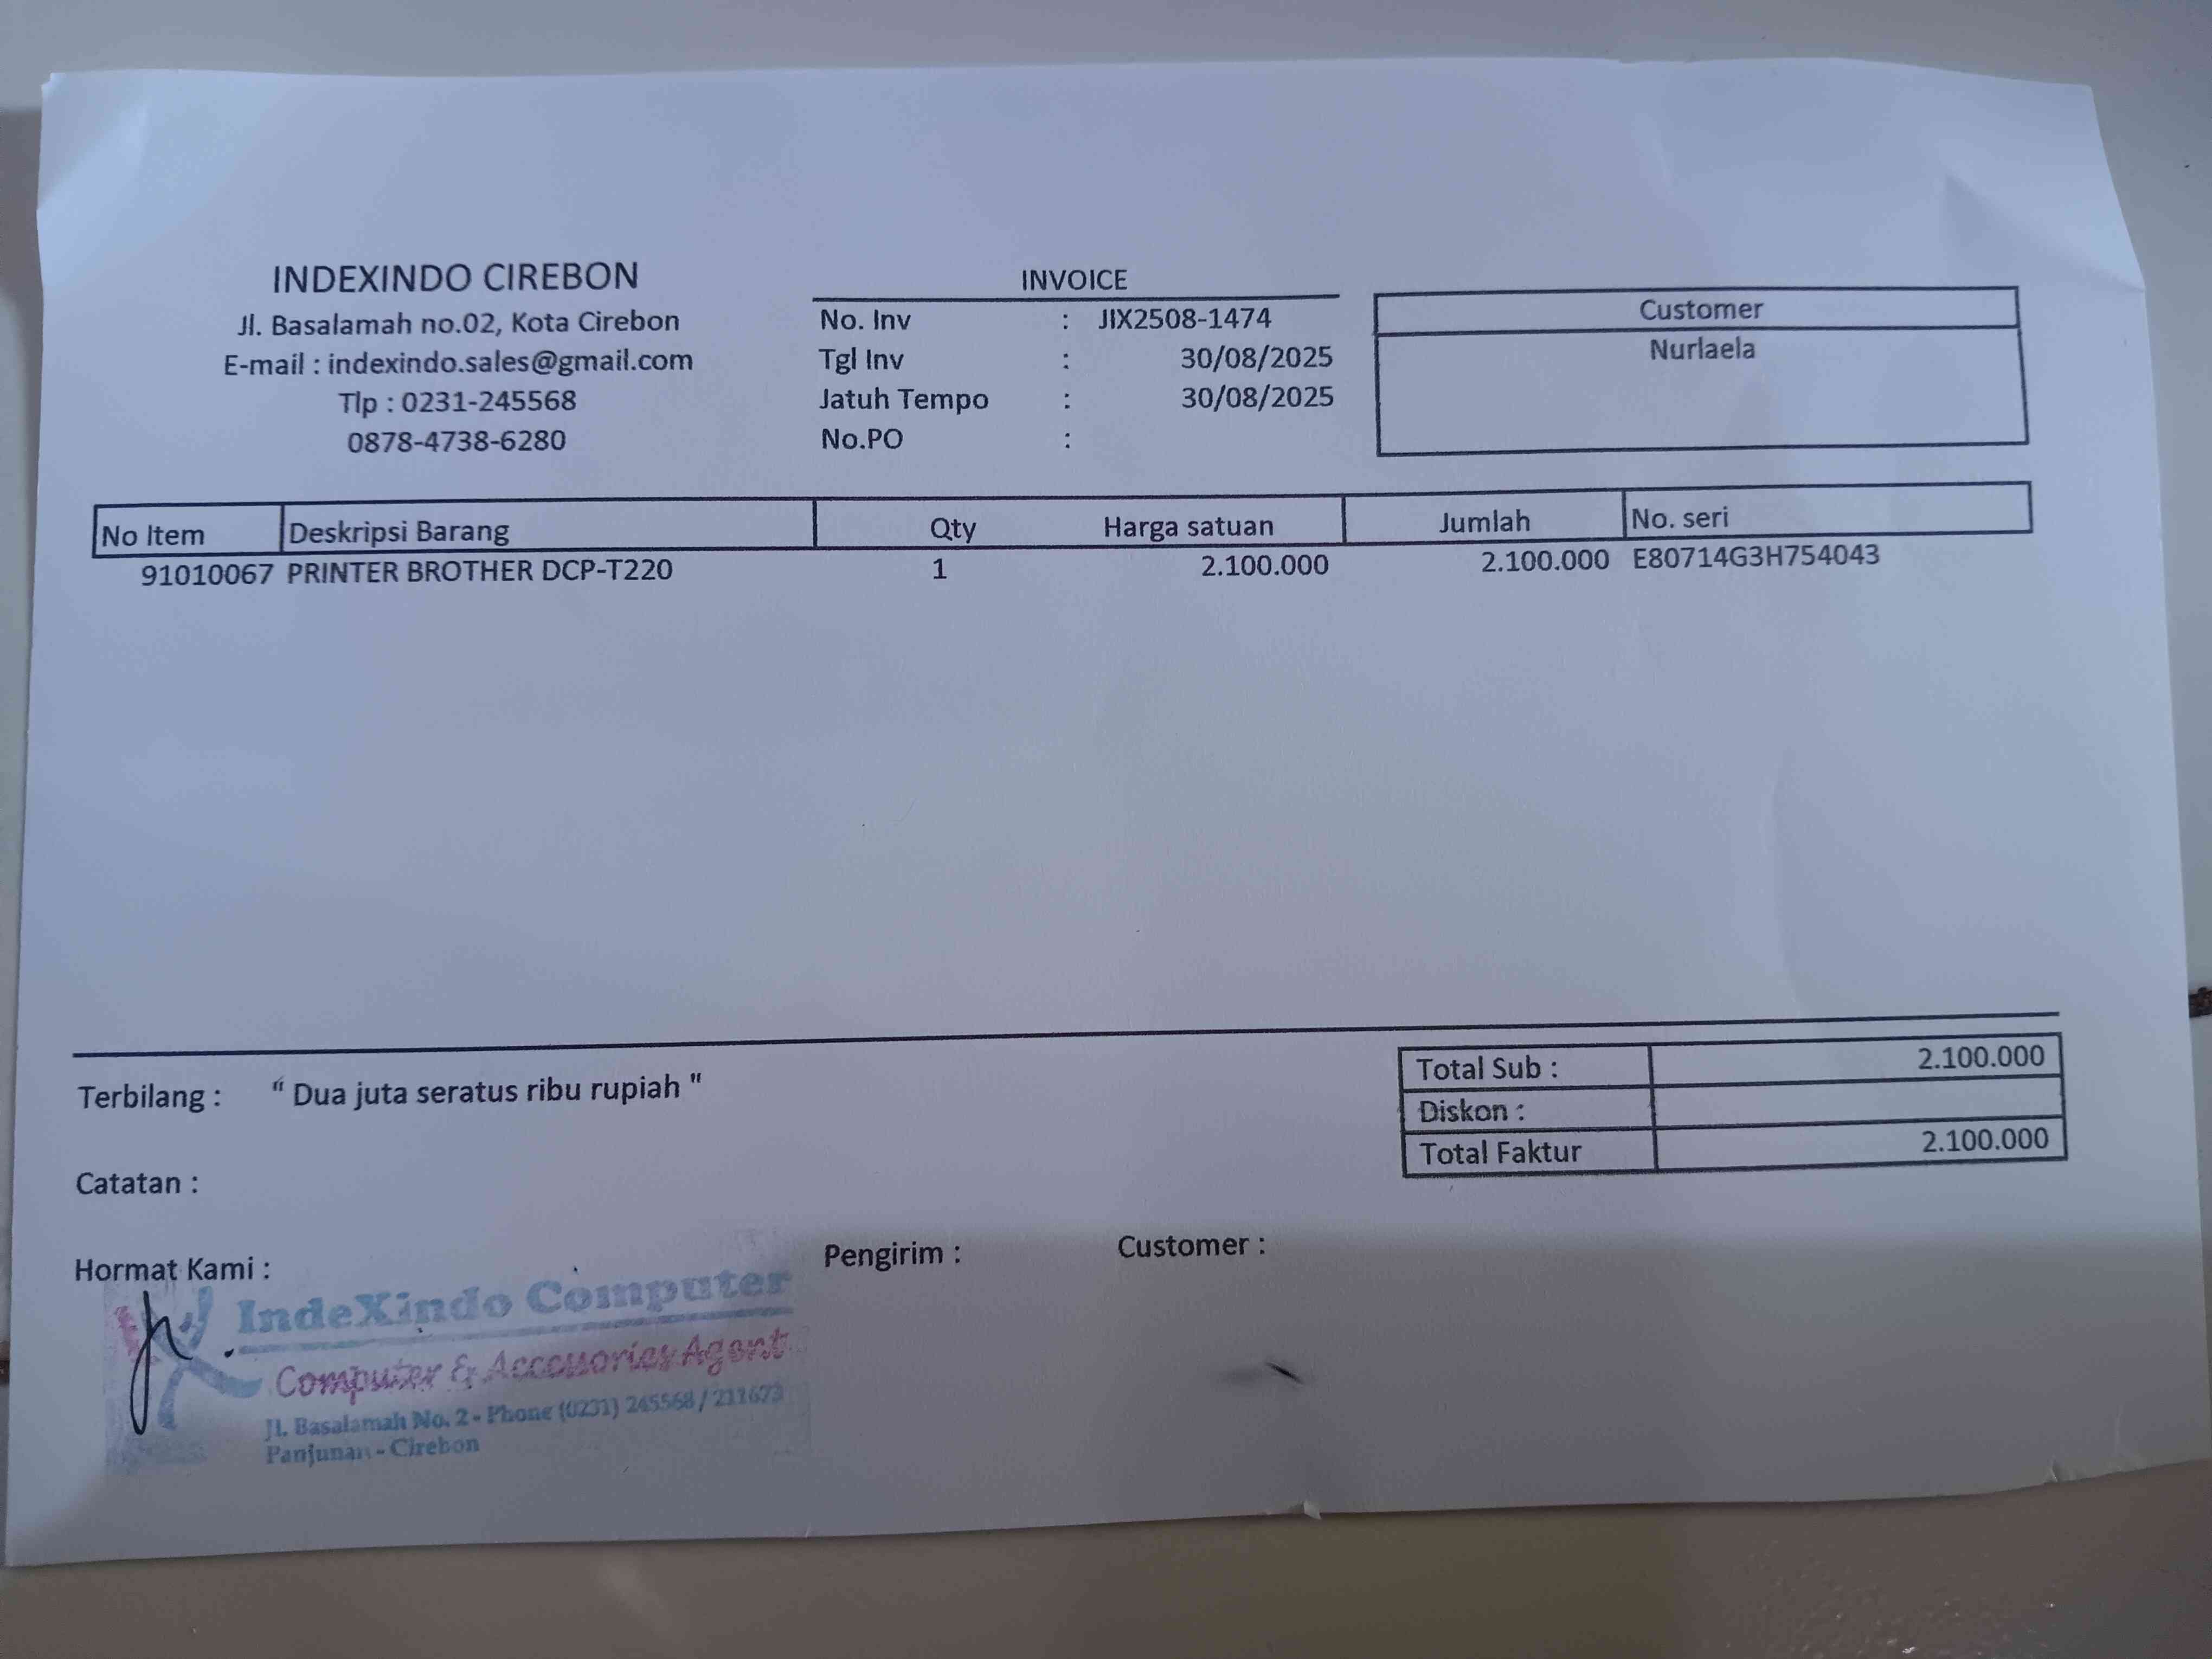 INDEXINDO CIREBON
Jl. Basalamah no.02, Kota Cirebon
E-mail : indexindo.sales@gmail.com
Tlp : 0231-245568
0878-4738-6280
INVOICE
No. Inv : JIX2508-1474
Tgl Inv : 30/08/2025
Jatuh Tempo : 30/08/2025
No.PO :
Customer
Nurlaela
No Item Deskripsi Barang Qty Harga satuan Jumlah No. seri
91010067 PRINTER BROTHER DCP-T220 1 2.100.000 2.100.000 E80714G3H754043
Terbilang : “ Dua juta seratus ribu rupiah "
Total Sub : 2.100.000
Diskon :
Total Faktur 2.100.000
Catatan :
Hormat Kami : Pengirim : Customer :
IndeXindo Computer
Computer & Accessories Agent
Jl. Basalamah No. 2 - Phone (0231) 245568 / 211673
Panjunan - Cirebon